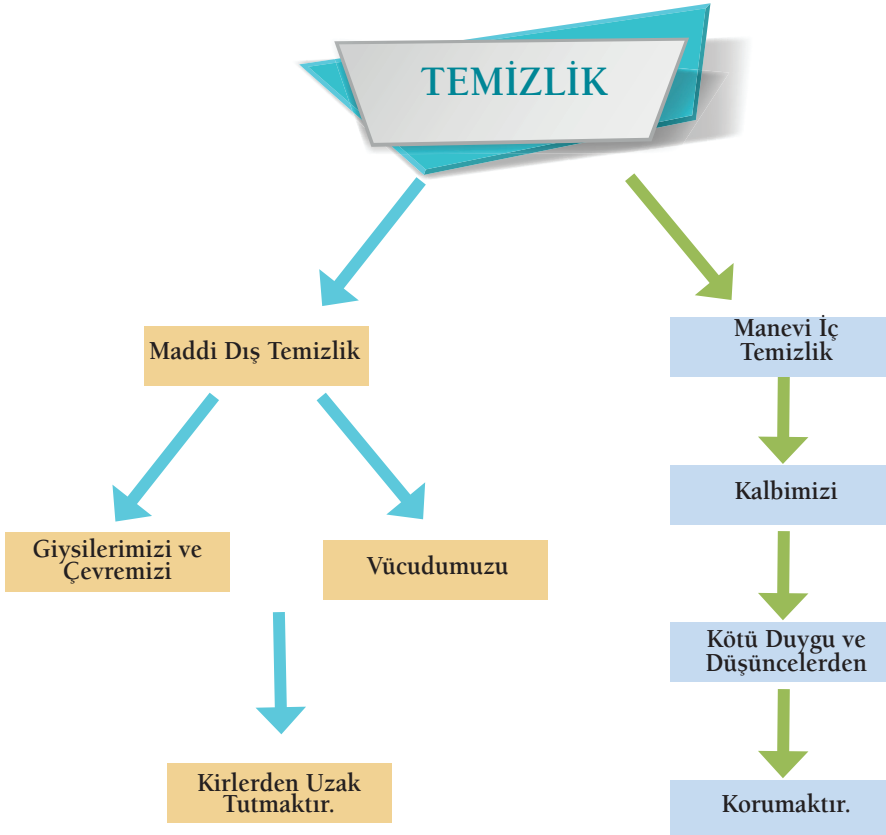 TEMİZLİK
Maddi Dış Temizlik
Giysilerimizi ve
Çevremizi
Vücudumuzu
Kirlerden Uzak
Tutmaktır.
Manevi İç
Temizlik
Kalbimizi
Kötü Duygu ve
Düşüncelerden
Korumaktır.